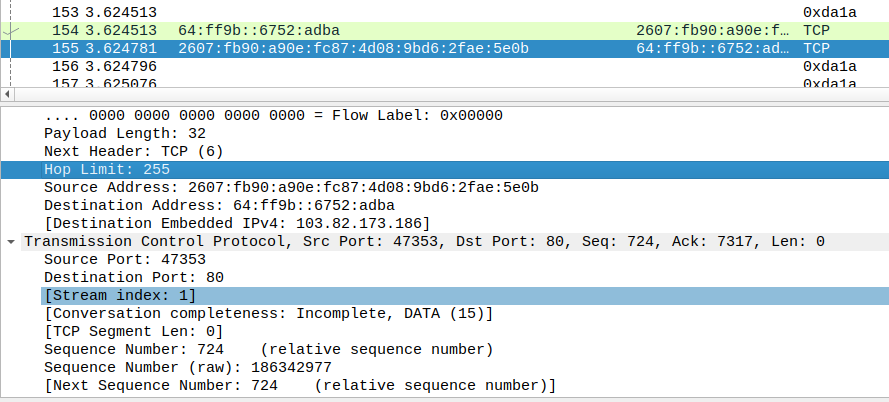 153 3.624513 0xda1a
154 3.624513 64:ff9b::6752:adba 2607:fb90:a90e:f… TCP
155 3.624781 2607:fb90:a90e:fc87:4d08:9bd6:2fae:5e0b 64:ff9b::6752:ad… TCP
156 3.624796 0xda1a
157 3.625076 0xda1a
.... 0000 0000 0000 0000 0000 = Flow Label: 0x00000
Payload Length: 32
Next Header: TCP (6)
Hop Limit: 255
Source Address: 2607:fb90:a90e:fc87:4d08:9bd6:2fae:5e0b
Destination Address: 64:ff9b::6752:adba
[Destination Embedded IPv4: 103.82.173.186]
Transmission Control Protocol, Src Port: 47353, Dst Port: 80, Seq: 724, Ack: 7317, Len: 0
Source Port: 47353
Destination Port: 80
[Stream index: 1]
[Conversation completeness: Incomplete, DATA (15)]
[TCP Segment Len: 0]
Sequence Number: 724    (relative sequence number)
Sequence Number (raw): 186342977
[Next Sequence Number: 724    (relative sequence number)]